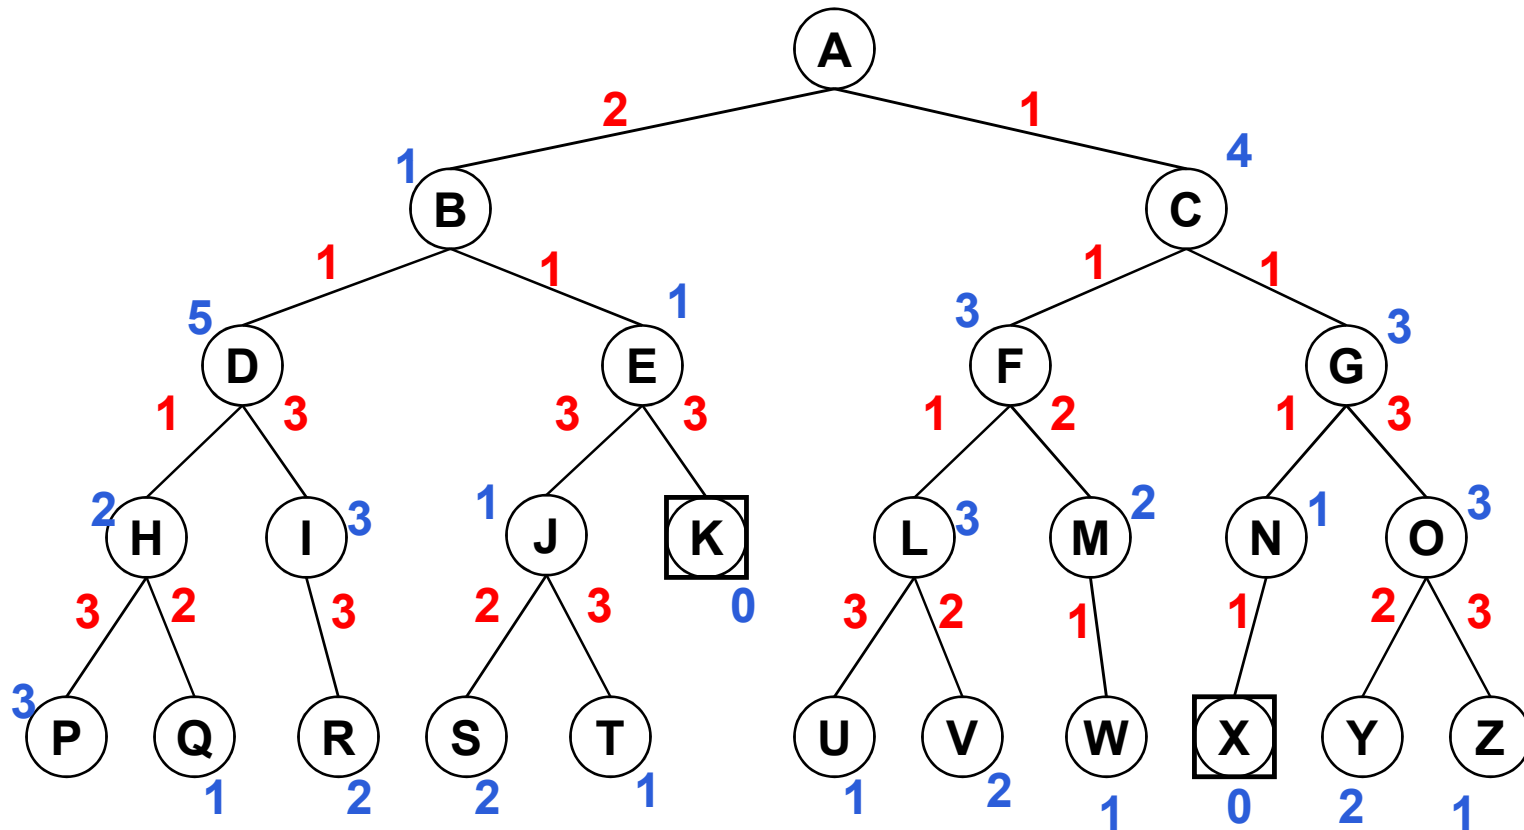 A
2 1
1 4
B C
1 1 1 1
5 1 3 3
D E F G
1 3 3 3 1 2 1 3
2 3 1 3 2 1 3
H I J K L M N O
3 2 3 2 3 0 3 2 1 1 2 3
3
P Q R S T U V W X Y Z
1 2 2 1 1 2 1 0 2 1